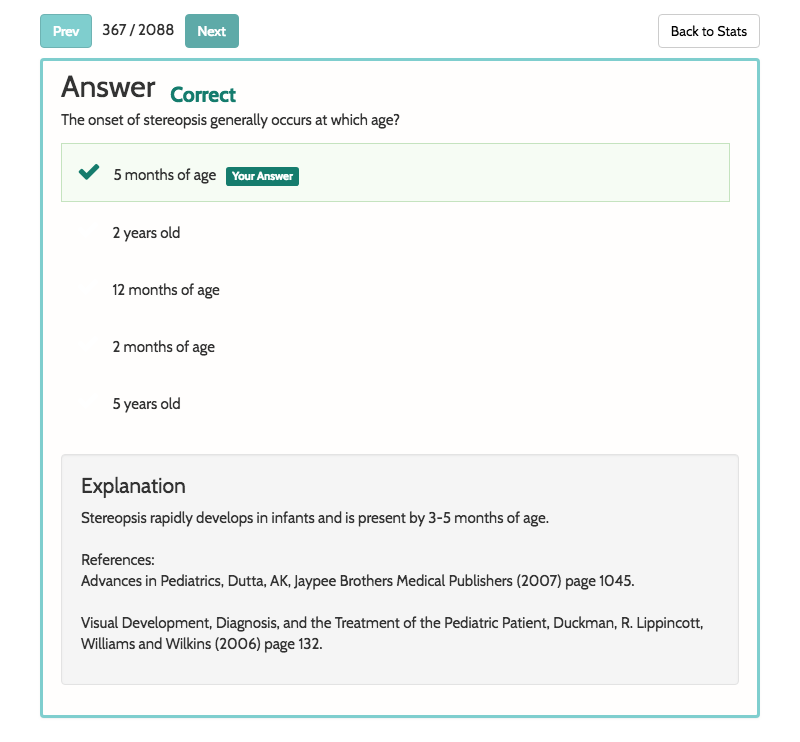 Prev 367 / 2088 Next Back to Stats
Answer Correct
The onset of stereopsis generally occurs at which age?
5 months of age Your Answer
2 years old
12 months of age
2 months of age
5 years old
Explanation
Stereopsis rapidly develops in infants and is present by 3-5 months of age.
References:
Advances in Pediatrics, Dutta, AK, Jaypee Brothers Medical Publishers (2007) page 1045.
Visual Development, Diagnosis, and the Treatment of the Pediatric Patient, Duckman, R. Lippincott,
Williams and Wilkins (2006) page 132.